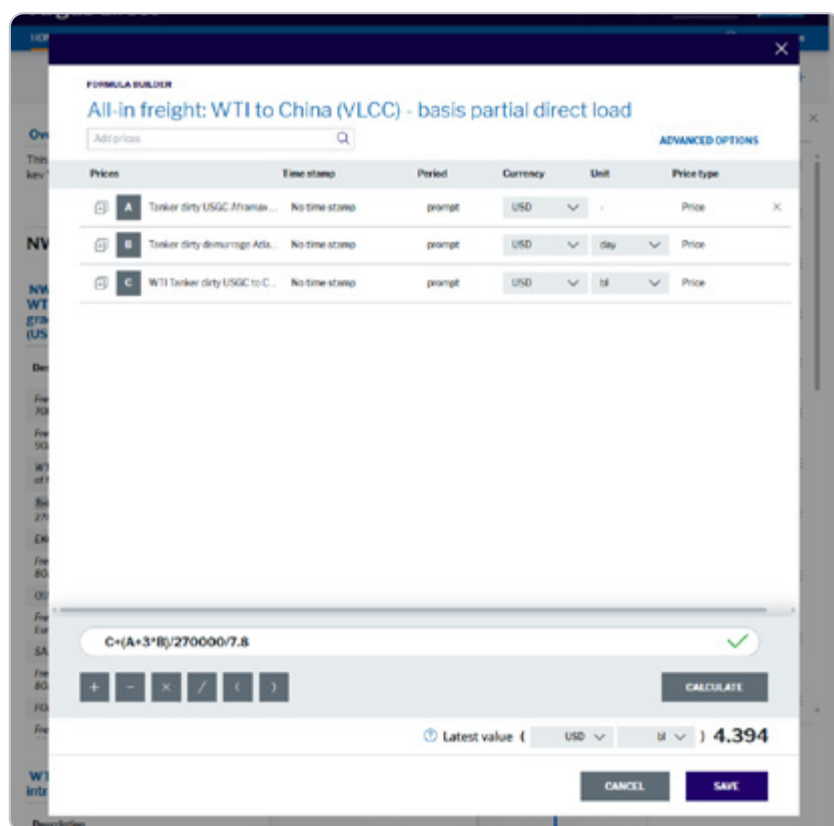 FORMULA BUILDER
All-in freight: WTI to China (VLCC) - basis partial direct load
Add prices
ADVANCED OPTIONS
Prices Time stamp Period Currency Unit Price type
A Tanker dirty USGC Aframax ... No time stamp prompt USD - Price
B Tanker dirty demurrage Atla... No time stamp prompt USD day Price
C WTI Tanker dirty USGC to C... No time stamp prompt USD bl Price
C+(A+3*B)/270000/7.8
+ - × / ( )
CALCULATE
Latest value ( USD bl ) 4.394
CANCEL SAVE